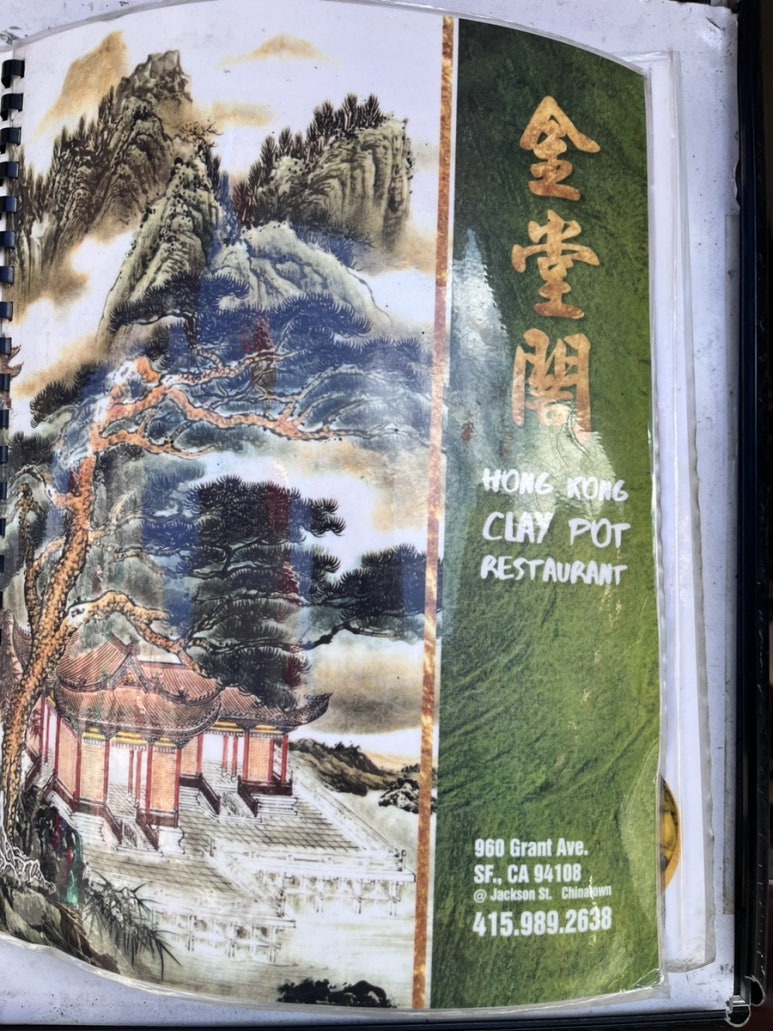 金堂閣
HONG KONG
CLAY POT
RESTAURANT
960 Grant Ave.
SF., CA 94108
@ Jackson St. Chinatown
415.989.2638